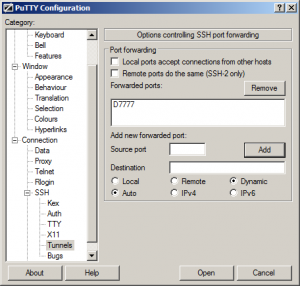 PuTTY Configuration
Category:
Keyboard
Bell
Features
Window
Appearance
Behaviour
Translation
Selection
Colours
Hyperlinks
Connection
Data
Proxy
Telnet
Rlogin
SSH
Kex
Auth
TTY
X11
Tunnels
Bugs
Options controlling SSH port forwarding
Port forwarding
Local ports accept connections from other hosts
Remote ports do the same (SSH-2 only)
Forwarded ports:
Remove
D7777
Add new forwarded port:
Source port
Add
Destination
Local Remote Dynamic
Auto IPv4 IPv6
About Help Open Cancel